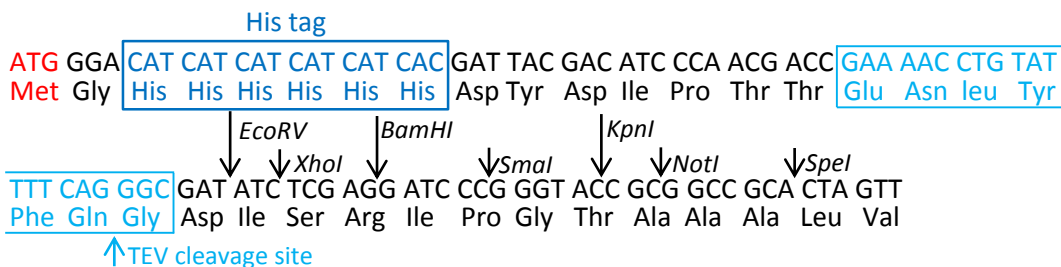 His tag
ATG GGA CAT CAT CAT CAT CAT CAC GAT TAC GAC ATC CCA ACG ACC GAA AAC CTG TAT
Met Gly His His His His His His Asp Tyr Asp Ile Pro Thr Thr Glu Asn leu Tyr
EcoRV BamHI KpnI
XhoI SmaI NotI SpeI
TTT CAG GGC GAT ATC TCG AGG ATC CCG GGT ACC GCG GCC GCA CTA GTT
Phe Gln Gly Asp Ile Ser Arg Ile Pro Gly Thr Ala Ala Ala Leu Val
TEV cleavage site